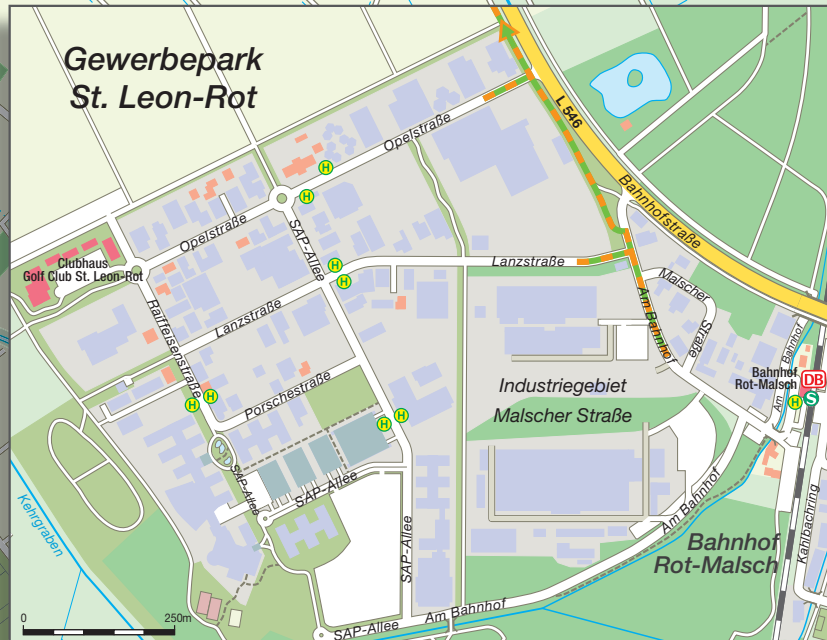 Gewerbepark
St. Leon-Rot
L 546
Opelstraße
H
H
Bahnhofstraße
Opelstraße
SAP-Allee
Clubhaus
Golf Club St. Leon-Rot
H
H
Lanzstraße
Malscher
Straße
Raiffeisenstraße
Lanzstraße
Am Bahnhof
Am Bahnhof
Bahnhof
Rot-Malsch
DB
S
H
Industriegebiet
Malscher Straße
Porschestraße
H
H
H
H
SAP-Allee
SAP-Allee
SAP-Allee
Kehrgraben
Am Bahnhof
Kahlbachring
Bahnhof
Rot-Malsch
Am Bahnhof
SAP-Allee
0
250m